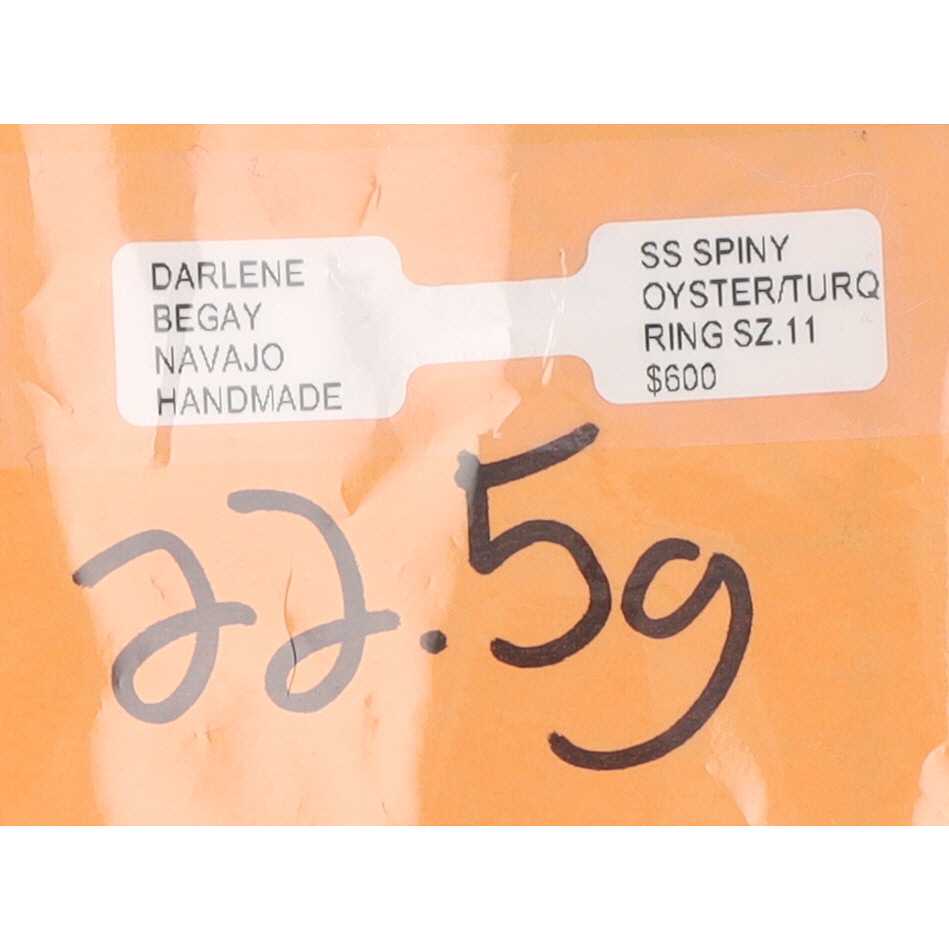 DARLENE
BEGAY
NAVAJO
HANDMADE
SS SPINY
OYSTER/TURQ
RING SZ.11
$600
22.5g